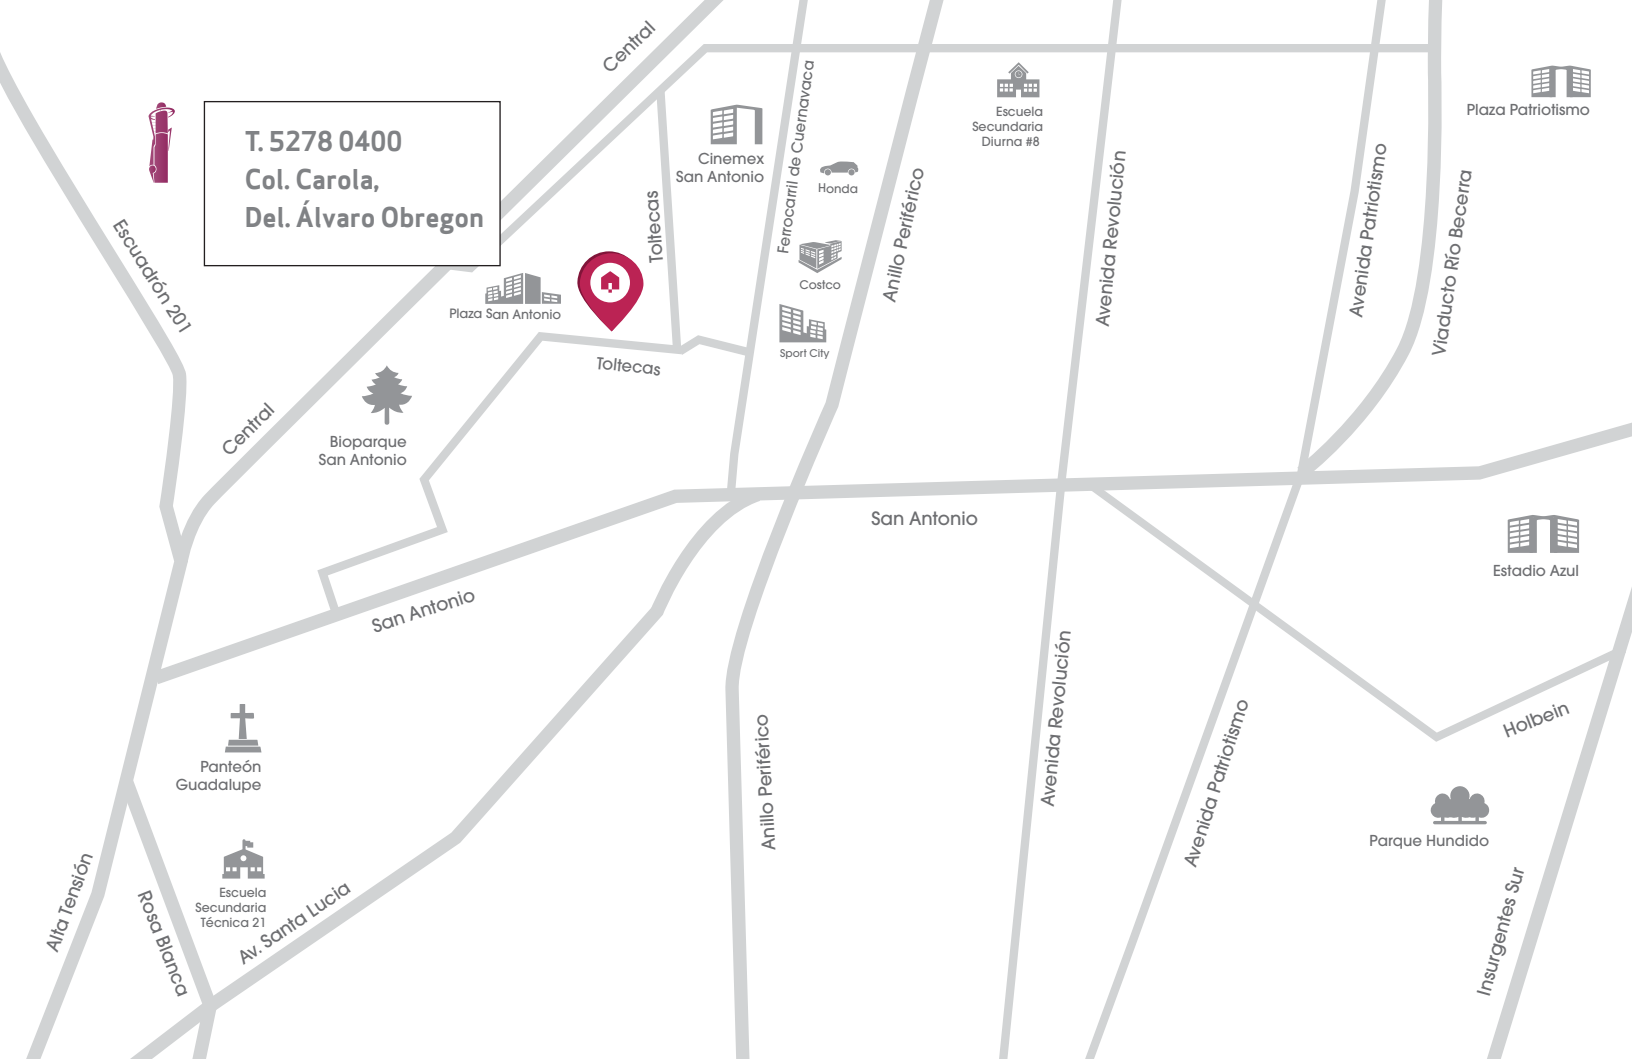 Central
T. 5278 0400
Col. Carola,
Del. Álvaro Obregon
Escuadrón 201
Central
Toltecas
Cinemex
San Antonio
Ferrocarril de Cuernavaca
Honda
Costco
Sport City
Anillo Periférico
Escuela
Secundaria
Diurna #8
Avenida Revolución
Avenida Patriotismo
Viaducto Río Becerra
Plaza Patriotismo
Plaza San Antonio
Toltecas
Bioparque
San Antonio
San Antonio
San Antonio
Estadio Azul
Panteón
Guadalupe
Anillo Periférico
Avenida Revolución
Avenida Patriotismo
Holbein
Parque Hundido
Insurgentes Sur
Alta Tensión
Rosa Blanca
Escuela
Secundaria
Técnica 21
Av. Santa Lucia